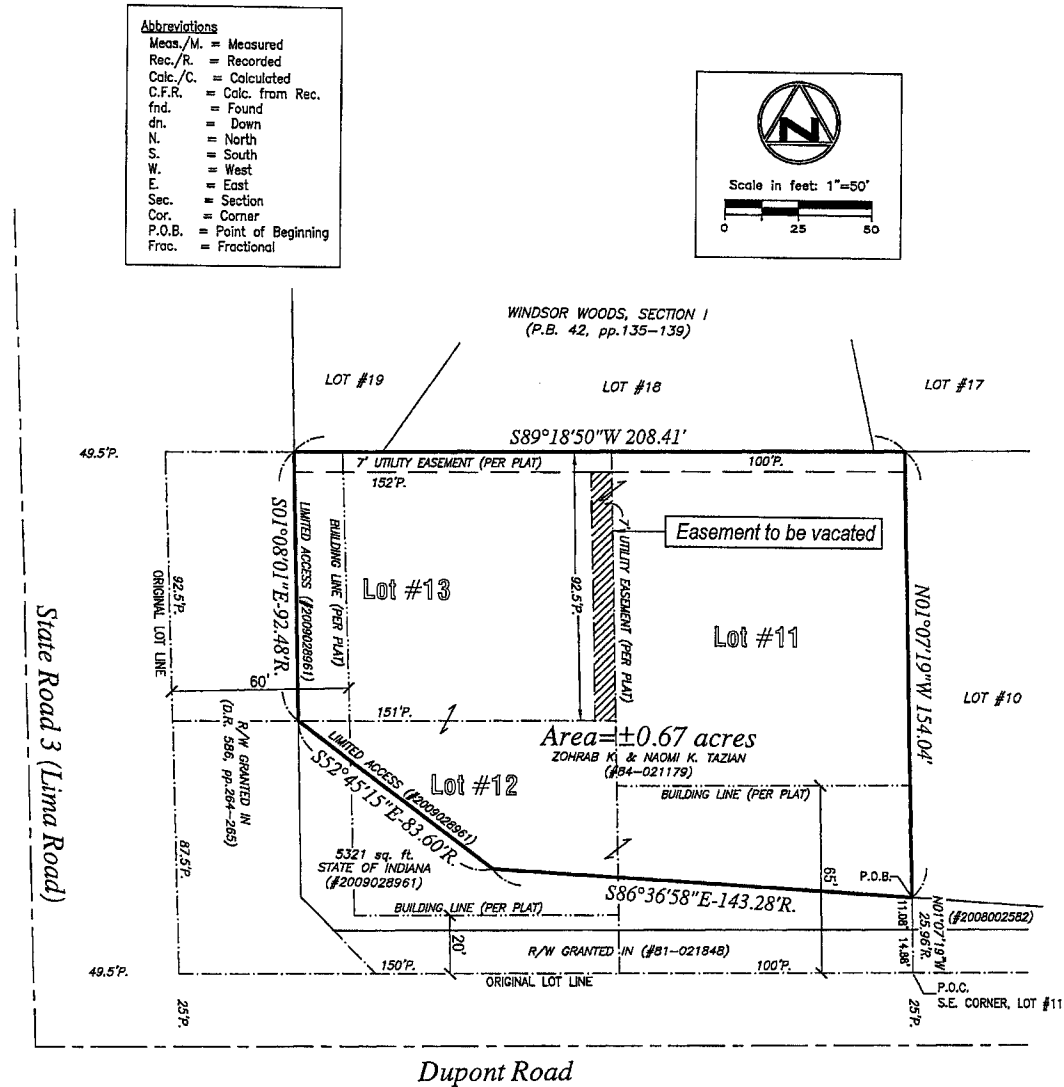 Abbreviations
Meas./M. = Measured
Rec./R. = Recorded
Calc./C. = Calculated
C.F.R. = Calc. from Rec.
fnd. = Found
dn. = Down
N. = North
S. = South
W. = West
E. = East
Sec. = Section
Cor. = Corner
P.O.B. = Point of Beginning
Frac. = Fractional
N
Scale in feet: 1"=50'
0 25 50
WINDSOR WOODS, SECTION I
(P.B. 42, pp.135-139)
LOT #19
LOT #18
LOT #17
S89°18'50"W 208.41'
49.5'P.
7' UTILITY EASEMENT (PER PLAT)
100'P.
152'P.
Easement to be vacated
LIMITED ACCESS (#2009028961)
S01°08'01"E-92.48'R.
BUILDING LINE (PER PLAT)
Lot #13
92.5'P.
7' UTILITY EASEMENT (PER PLAT)
Lot #11
N01°07'19"W 154.04'
92.5'P.
ORIGINAL LOT LINE
State Road 3 (Lima Road)
60'
LOT #10
151'P.
R/W GRANTED IN
(D.R. 586, pp.264-265)
Area=±0.67 acres
ZOHRAB K. & NAOMI K. TAZIAN
(#84-021179)
LIMITED ACCESS (#2009028961)
S52°45'15"E-83.60'R.
Lot #12
BUILDING LINE (PER PLAT)
87.5'P.
5321 sq. ft.
STATE OF INDIANA
(#2009028961)
65'
P.O.B.
S86°36'58"E-143.28'R.
BUILDING LINE (PER PLAT)
11.08'
14.88'
N01°07'19"W
25.96'R.
(#2008002582)
20'
R/W GRANTED IN (#81-021848)
49.5'P.
150'P.
100'P.
ORIGINAL LOT LINE
P.O.C.
S.E. CORNER, LOT #11
25'P.
25'P.
Dupont Road